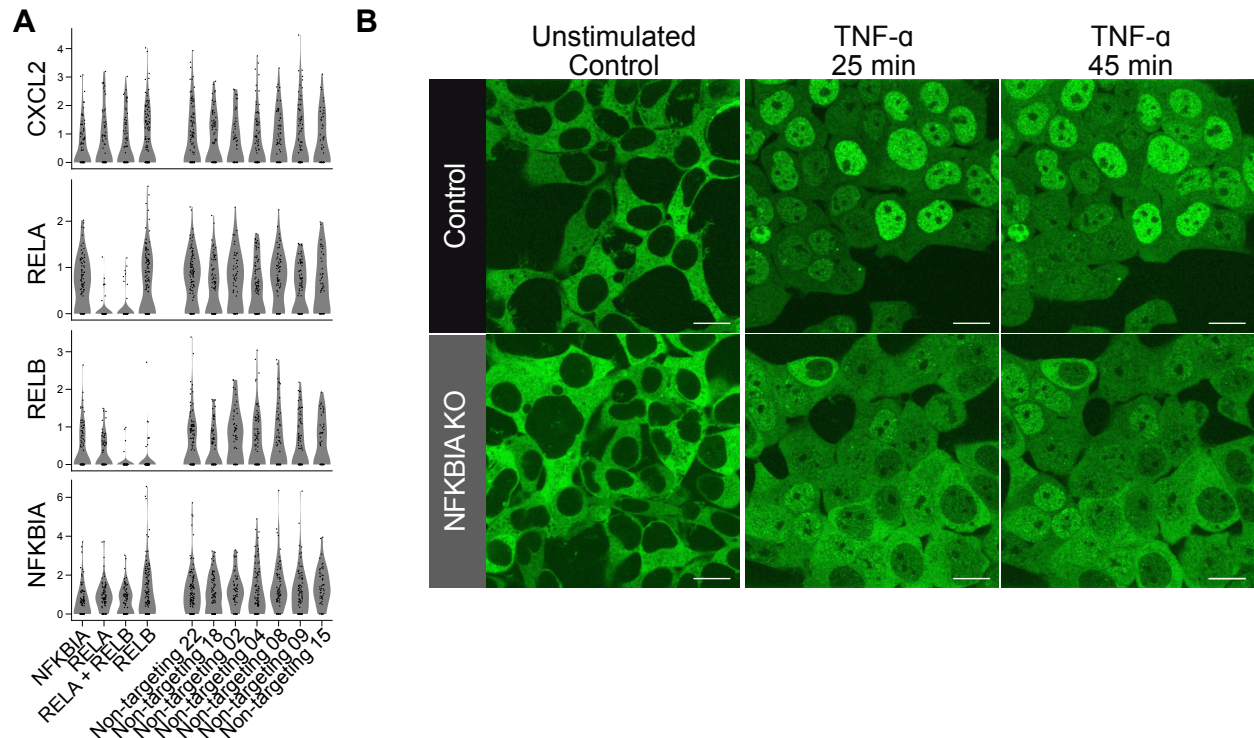 A
CXCL2
4
3
2
1
0
RELA
2
1
0
RELB
3
2
1
0
NFKBIA
6
4
2
0
NFKBIA
RELA
RELA + RELB
RELB
Non-targeting 22
Non-targeting 18
Non-targeting 02
Non-targeting 04
Non-targeting 08
Non-targeting 09
Non-targeting 15
B
Unstimulated
Control
TNF-α
25 min
TNF-α
45 min
Control
NFKBIA KO